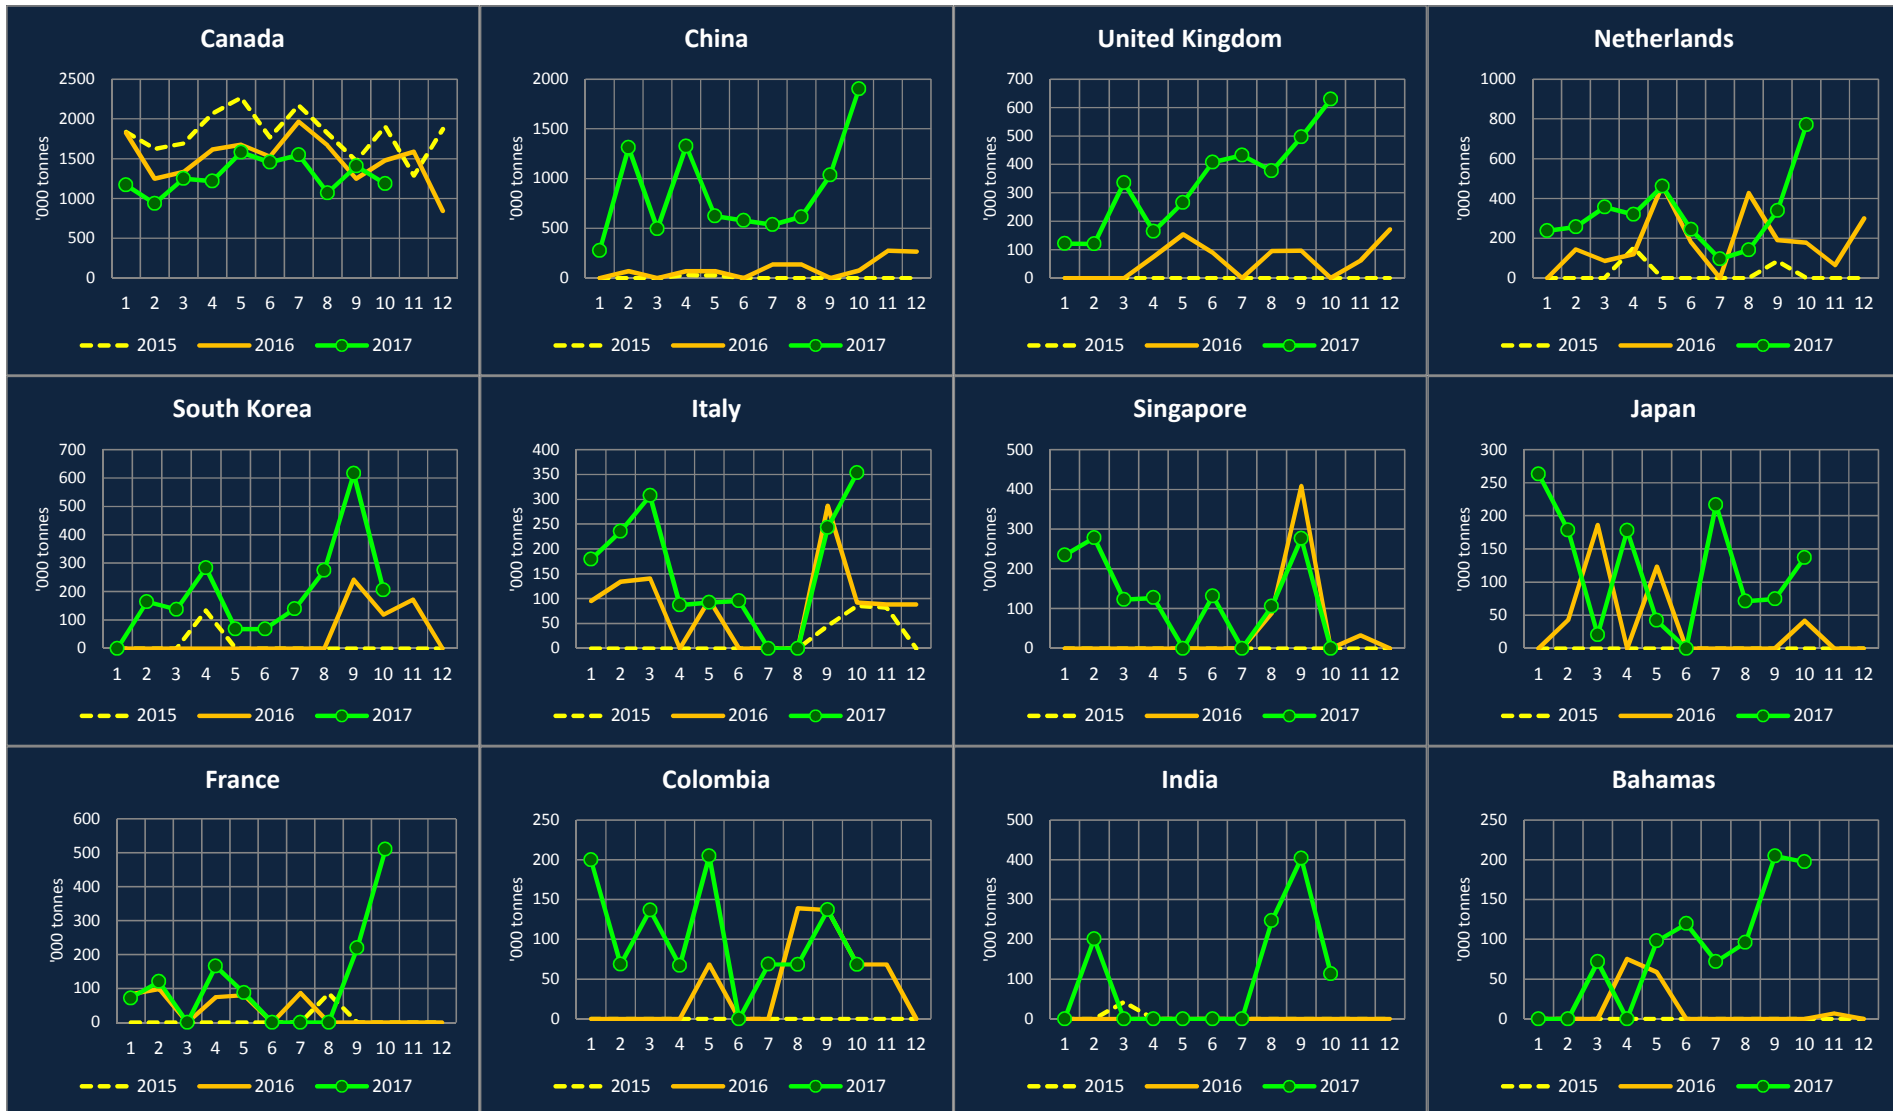 Canada
'000 tonnes
2500
2000
1500
1000
500
0
1 2 3 4 5 6 7 8 9 10 11 12
2015 2016 2017
China
'000 tonnes
2000
1500
1000
500
0
1 2 3 4 5 6 7 8 9 10 11 12
2015 2016 2017
United Kingdom
'000 tonnes
700
600
500
400
300
200
100
0
1 2 3 4 5 6 7 8 9 10 11 12
2015 2016 2017
Netherlands
'000 tonnes
1000
800
600
400
200
0
1 2 3 4 5 6 7 8 9 10 11 12
2015 2016 2017
South Korea
'000 tonnes
700
600
500
400
300
200
100
0
1 2 3 4 5 6 7 8 9 10 11 12
2015 2016 2017
Italy
'000 tonnes
400
350
300
250
200
150
100
50
0
1 2 3 4 5 6 7 8 9 10 11 12
2015 2016 2017
Singapore
'000 tonnes
500
400
300
200
100
0
1 2 3 4 5 6 7 8 9 10 11 12
2015 2016 2017
Japan
'000 tonnes
300
250
200
150
100
50
0
1 2 3 4 5 6 7 8 9 10 11 12
2015 2016 2017
France
'000 tonnes
600
500
400
300
200
100
0
1 2 3 4 5 6 7 8 9 10 11 12
2015 2016 2017
Colombia
'000 tonnes
250
200
150
100
50
0
1 2 3 4 5 6 7 8 9 10 11 12
2015 2016 2017
India
'000 tonnes
500
400
300
200
100
0
1 2 3 4 5 6 7 8 9 10 11 12
2015 2016 2017
Bahamas
'000 tonnes
250
200
150
100
50
0
1 2 3 4 5 6 7 8 9 10 11 12
2015 2016 2017